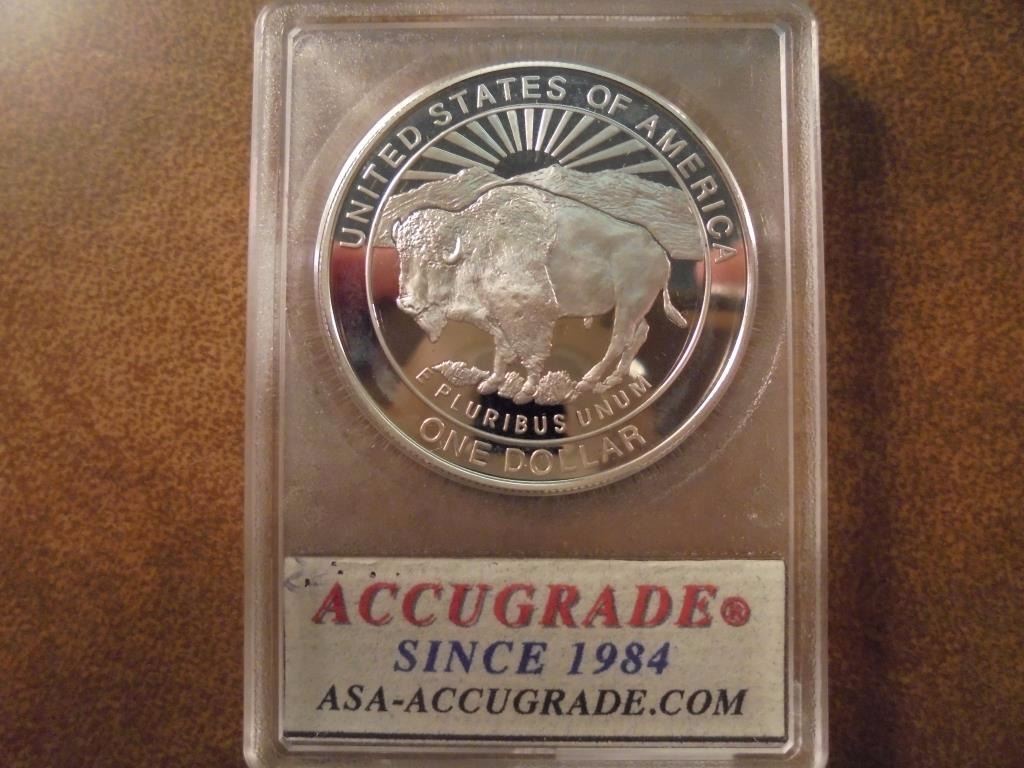 UNITED STATES OF AMERICA
E PLURIBUS UNUM
ONE DOLLAR
ACCUGRADE®
SINCE 1984
ASA-ACCUGRADE.COM